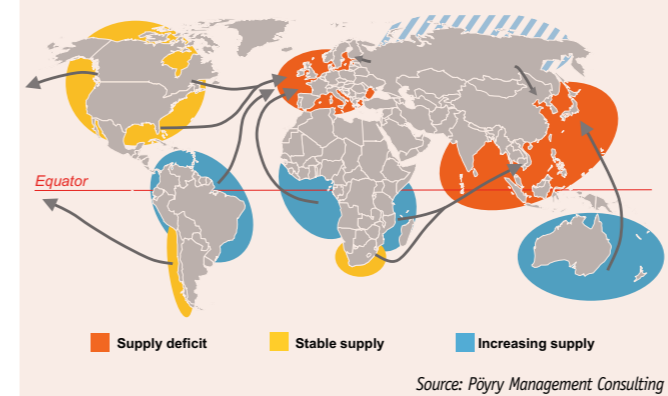 Equator
Supply deficit
Stable supply
Increasing supply
Source: Pöyry Management Consulting